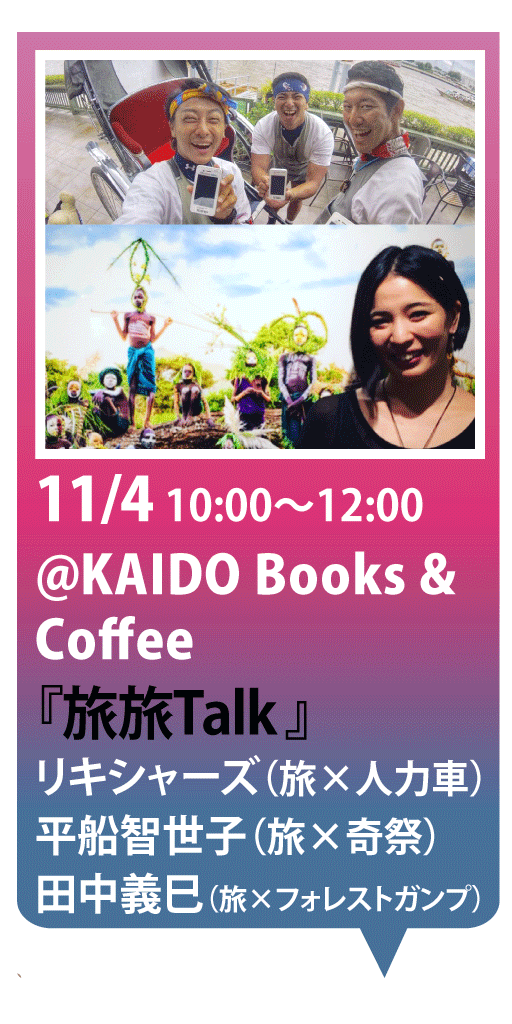 11/4 10:00～12:00
@KAIDO Books &
Coffee
『旅旅Talk』
リキシャーズ（旅×人力車）
平船智世子（旅×奇祭）
田中義巳（旅×フォレストガンプ）
、